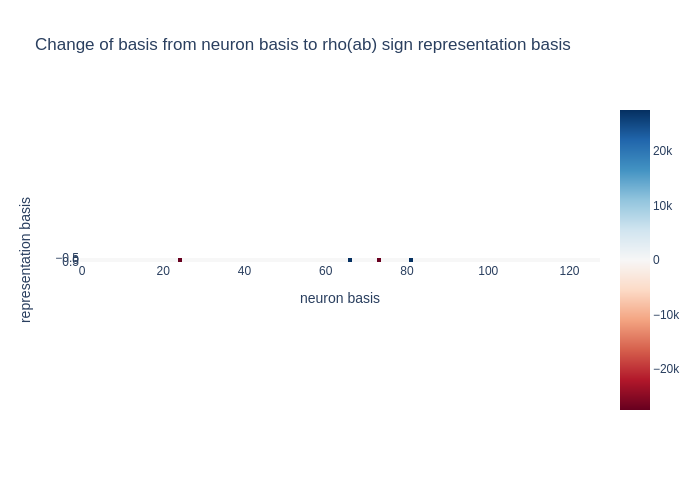 Change of basis from neuron basis to rho(ab) sign representation basis
20k
10k
0
−10k
−20k
representation basis
−0.5
0
0.5
0 20 40 60 80 100 120
neuron basis